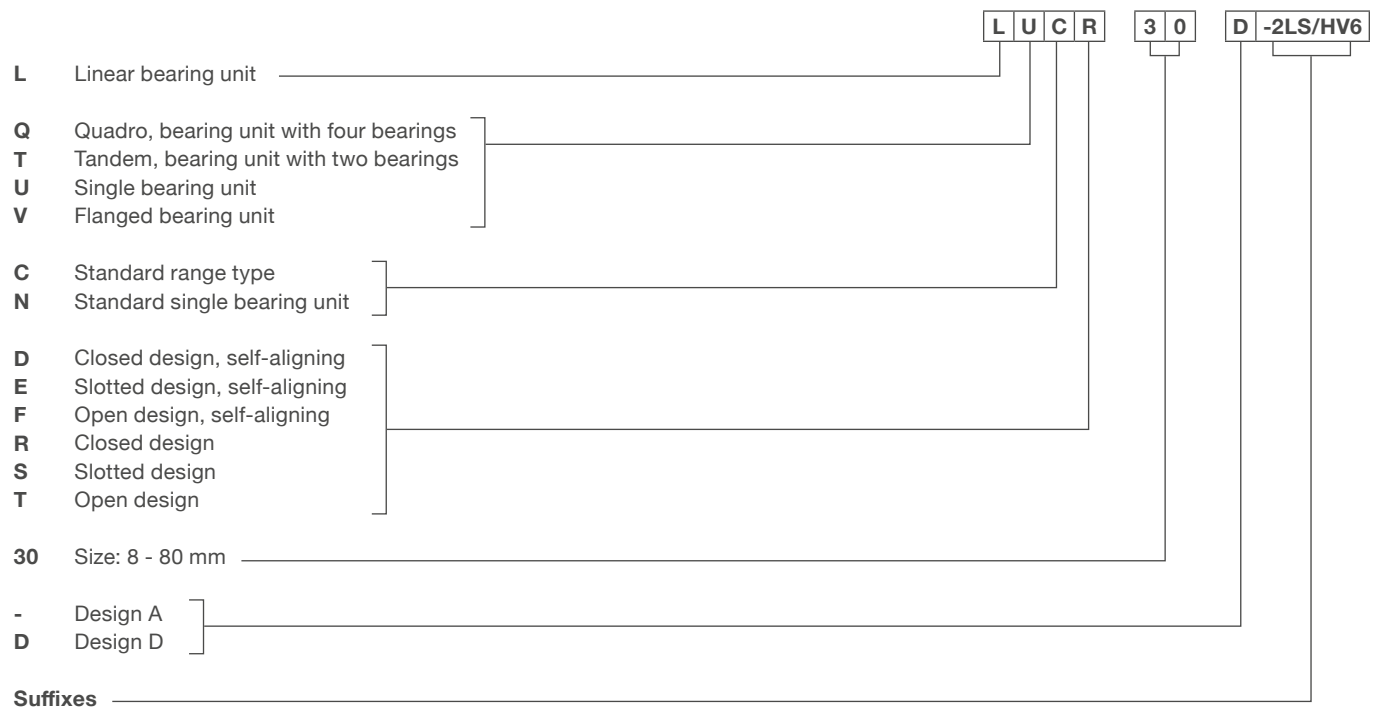 L U C R 3 0 D -2LS/HV6
L Linear bearing unit
Q Quadro, bearing unit with four bearings
T Tandem, bearing unit with two bearings
U Single bearing unit
V Flanged bearing unit
C Standard range type
N Standard single bearing unit
D Closed design, self-aligning
E Slotted design, self-aligning
F Open design, self-aligning
R Closed design
S Slotted design
T Open design
30 Size: 8 - 80 mm
- Design A
D Design D
Suffixes